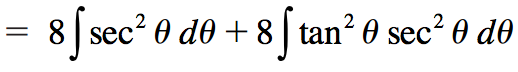 = 8∫ sec² θ dθ + 8∫ tan² θ sec² θ dθ